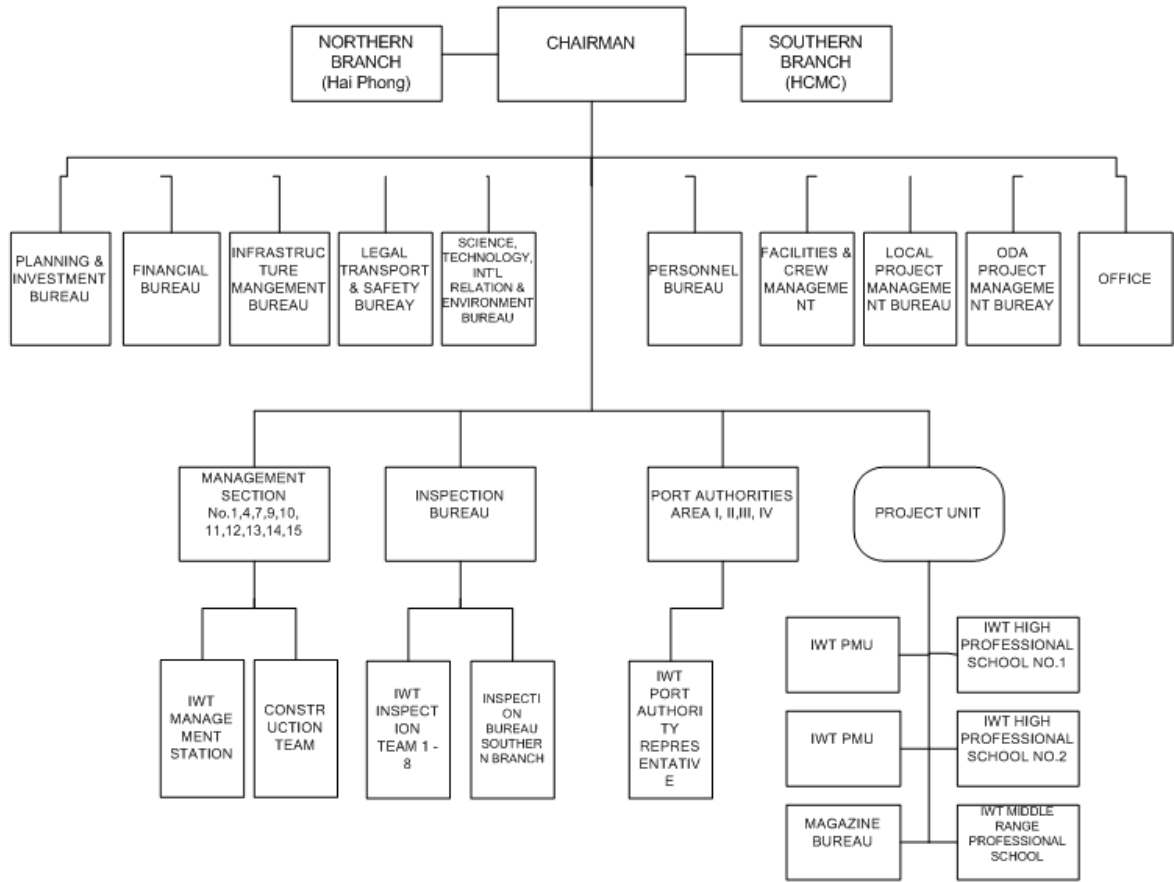 NORTHERN
BRANCH
(Hai Phong)
CHAIRMAN
SOUTHERN
BRANCH
(HCMC)
PLANNING &
INVESTMENT
BUREAU
FINANCIAL
BUREAU
INFRASTRUC
TURE
MANGEMENT
BUREAU
LEGAL
TRANSPORT
& SAFETY
BUREAY
SCIENCE,
TECHNOLOGY,
INT'L
RELATION &
ENVIRONMENT
BUREAU
PERSONNEL
BUREAU
FACILITIES &
CREW
MANAGEME
NT
LOCAL
PROJECT
MANAGEME
NT BUREAU
ODA
PROJECT
MANAGEME
NT BUREAY
OFFICE
MANAGEMENT
SECTION
No.1,4,7,9,10,
11,12,13,14,15
INSPECTION
BUREAU
PORT AUTHORITIES
AREA I, II,III, IV
PROJECT UNIT
IWT
MANAGE
MENT
STATION
CONSTR
UCTION
TEAM
IWT
INSPECT
ION
TEAM 1 -
8
INSPECTI
ON
BUREAU
SOUTHER
N BRANCH
IWT
PORT
AUTHOR
ITY
REPRES
ENTATIV
E
IWT PMU
IWT HIGH
PROFESSIONAL
SCHOOL NO.1
IWT PMU
IWT HIGH
PROFESSIONAL
SCHOOL NO.2
MAGAZINE
BUREAU
IWT MIDDLE
RANGE
PROFESSIONAL
SCHOOL